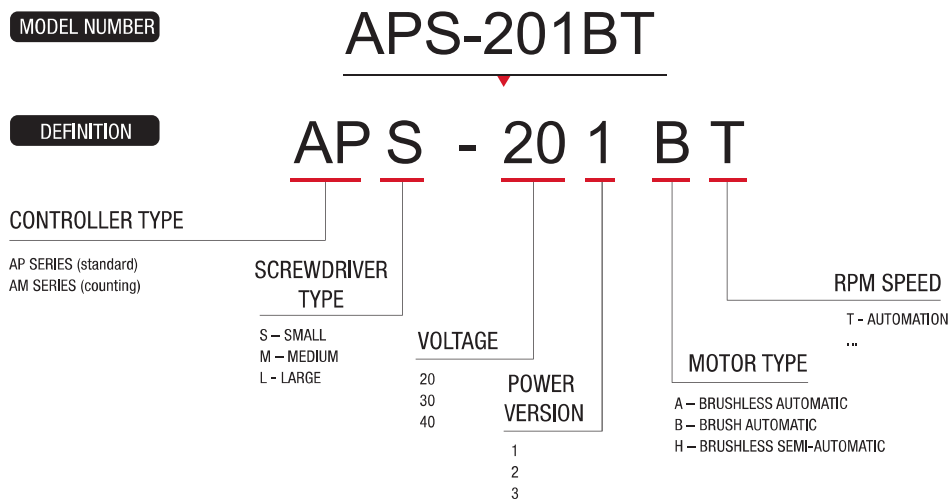 MODEL NUMBER
APS-201BT
DEFINITION
AP S - 20 1 B T
CONTROLLER TYPE
AP SERIES (standard)
AM SERIES (counting)
SCREWDRIVER
TYPE
S – SMALL
M – MEDIUM
L - LARGE
VOLTAGE
20
30
40
POWER
VERSION
1
2
3
MOTOR TYPE
A – BRUSHLESS AUTOMATIC
B – BRUSH AUTOMATIC
H – BRUSHLESS SEMI-AUTOMATIC
RPM SPEED
T - AUTOMATION
...